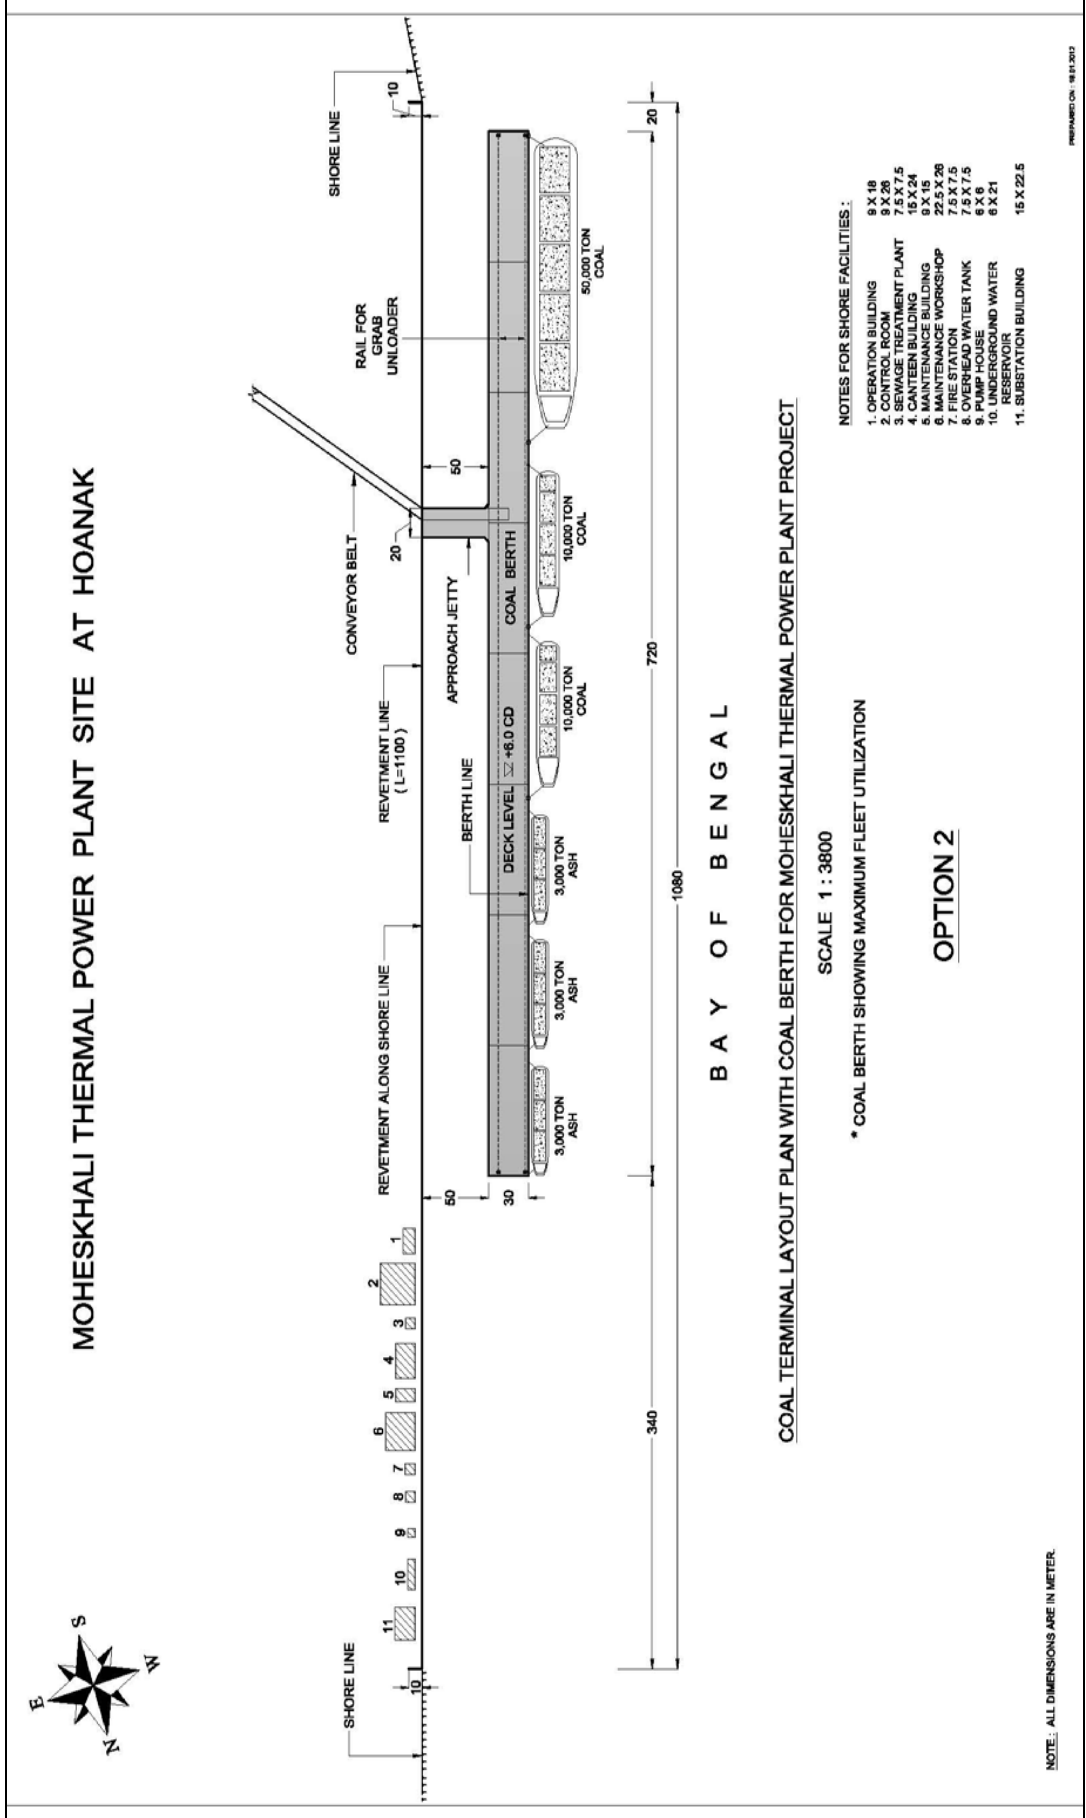 MOHESKHALI THERMAL POWER PLANT SITE AT HOANAK
E
S
N
W
SHORE LINE
10
11
10
9
8
7
6
5
4
3
2
1
REVETMENT ALONG SHORE LINE
REVETMENT LINE
( L=1100 )
CONVEYOR BELT
20
RAIL FOR
GRAB
UNLOADER
SHORE LINE
10
50
30
BERTH LINE
APPROACH JETTY
50
DECK LEVEL +6.0 CD
COAL BERTH
3,000 TON
ASH
3,000 TON
ASH
3,000 TON
ASH
10,000 TON
COAL
10,000 TON
COAL
50,000 TON
COAL
340
720
20
1080
BAY OF BENGAL
COAL TERMINAL LAYOUT PLAN WITH COAL BERTH FOR MOHESKHALI THERMAL POWER PLANT PROJECT
SCALE 1 : 3800
* COAL BERTH SHOWING MAXIMUM FLEET UTILIZATION
OPTION 2
NOTES FOR SHORE FACILITIES :
1. OPERATION BUILDING 9 X 18
2. CONTROL ROOM 9 X 26
3. SEWAGE TREATMENT PLANT 7.5 X 7.5
4. CANTEEN BUILDING 15 X 24
5. MAINTENANCE BUILDING 9 X 15
6. MAINTENANCE WORKSHOP 22.5 X 26
7. FIRE STATION 7.5 X 7.5
8. OVERHEAD WATER TANK 7.5 X 7.5
9. PUMP HOUSE 6 X 6
10. UNDERGROUND WATER 6 X 21
RESERVOIR
11. SUBSTATION BUILDING 15 X 22.5
NOTE : ALL DIMENSIONS ARE IN METER.
PREPARED ON : 18.01.2012